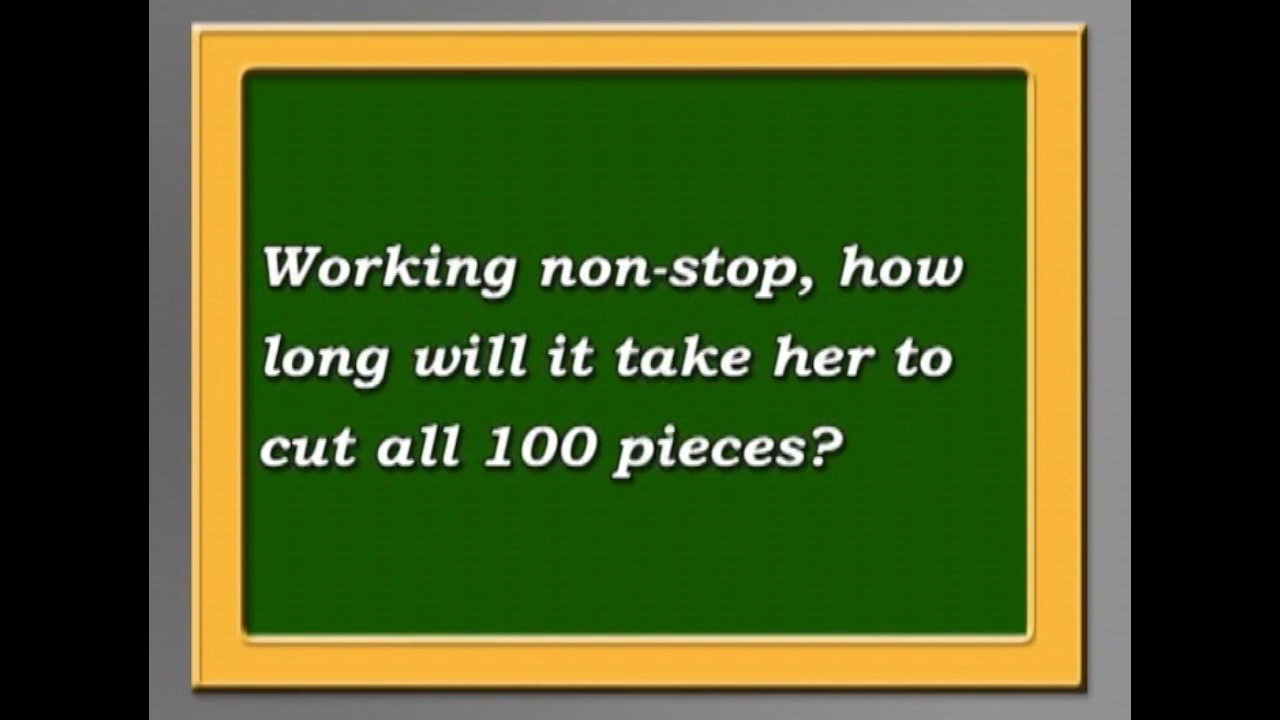 Working non-stop, how
long will it take her to
cut all 100 pieces?